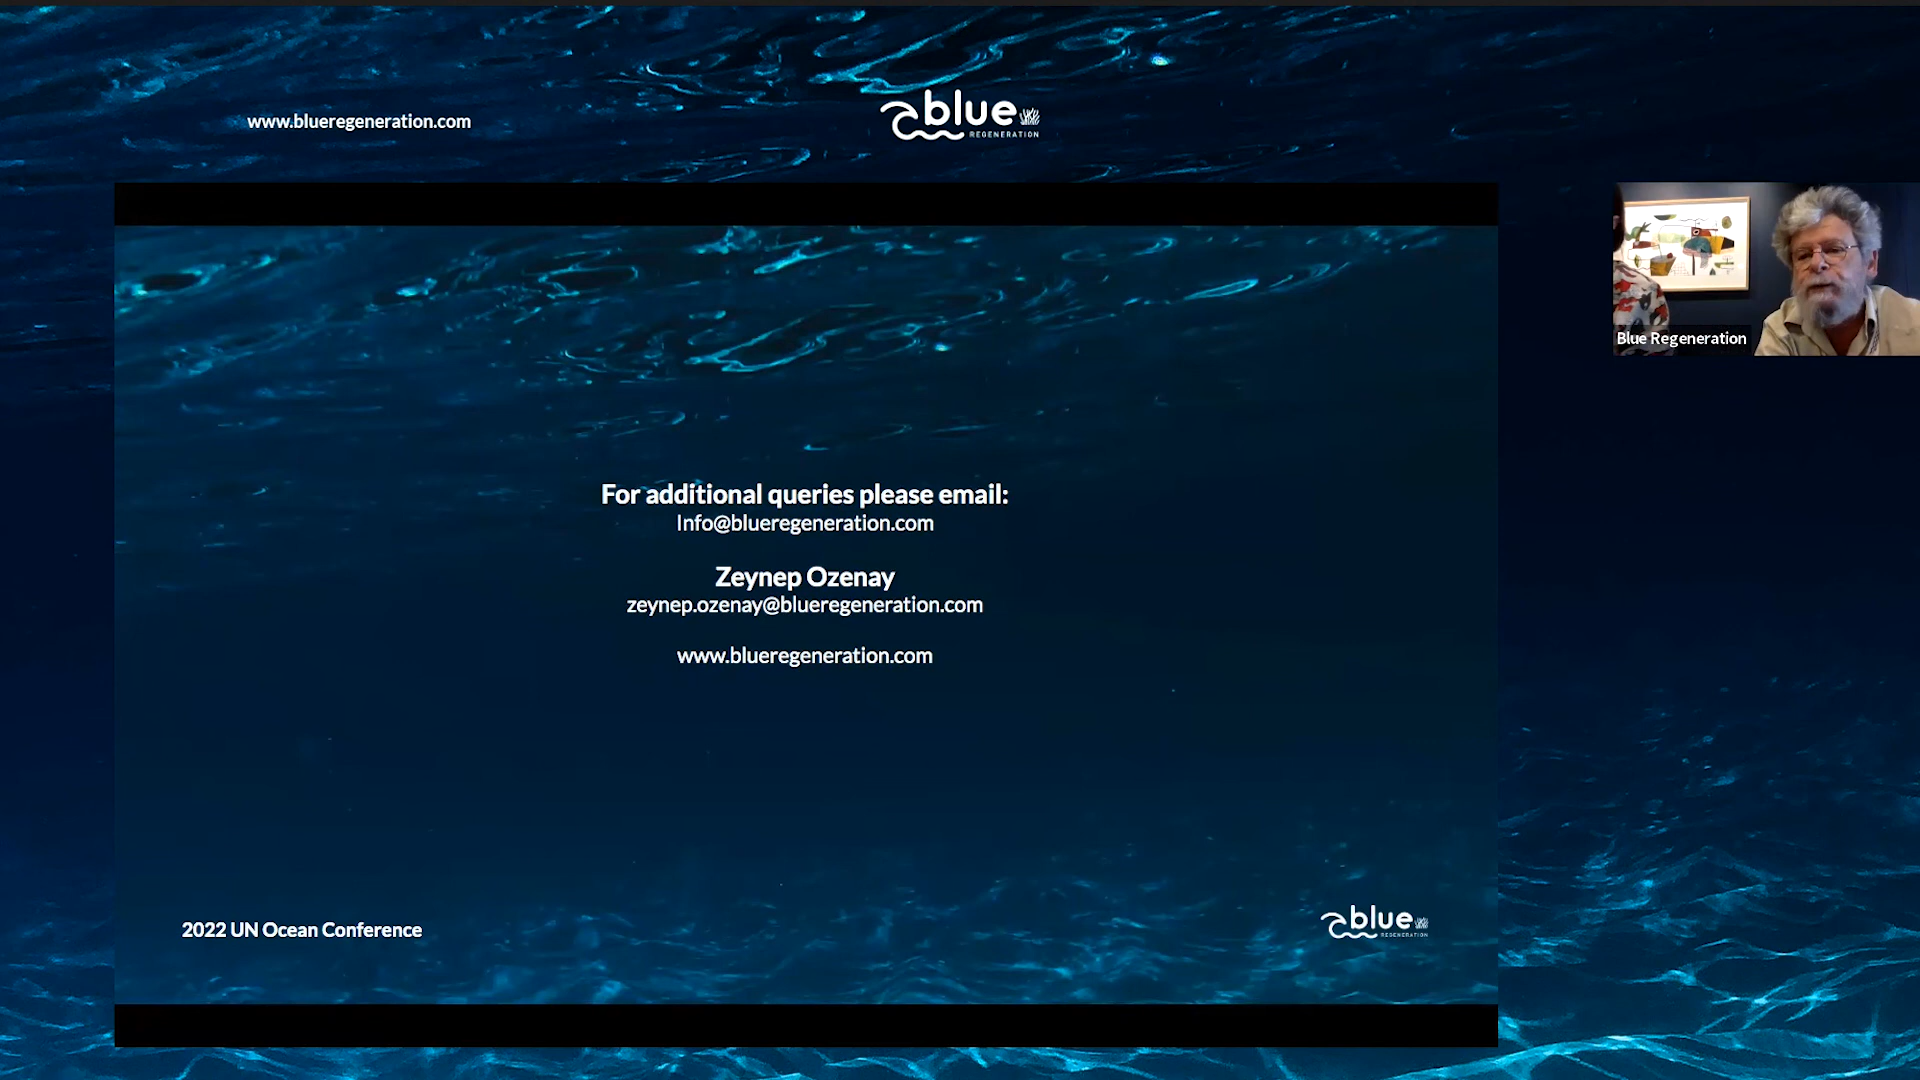 www.blueregeneration.com
blue
REGENERATION
Blue Regeneration
For additional queries please email:
Info@blueregeneration.com
Zeynep Ozenay
zeynep.ozenay@blueregeneration.com
www.blueregeneration.com
2022 UN Ocean Conference
blue
REGENERATION